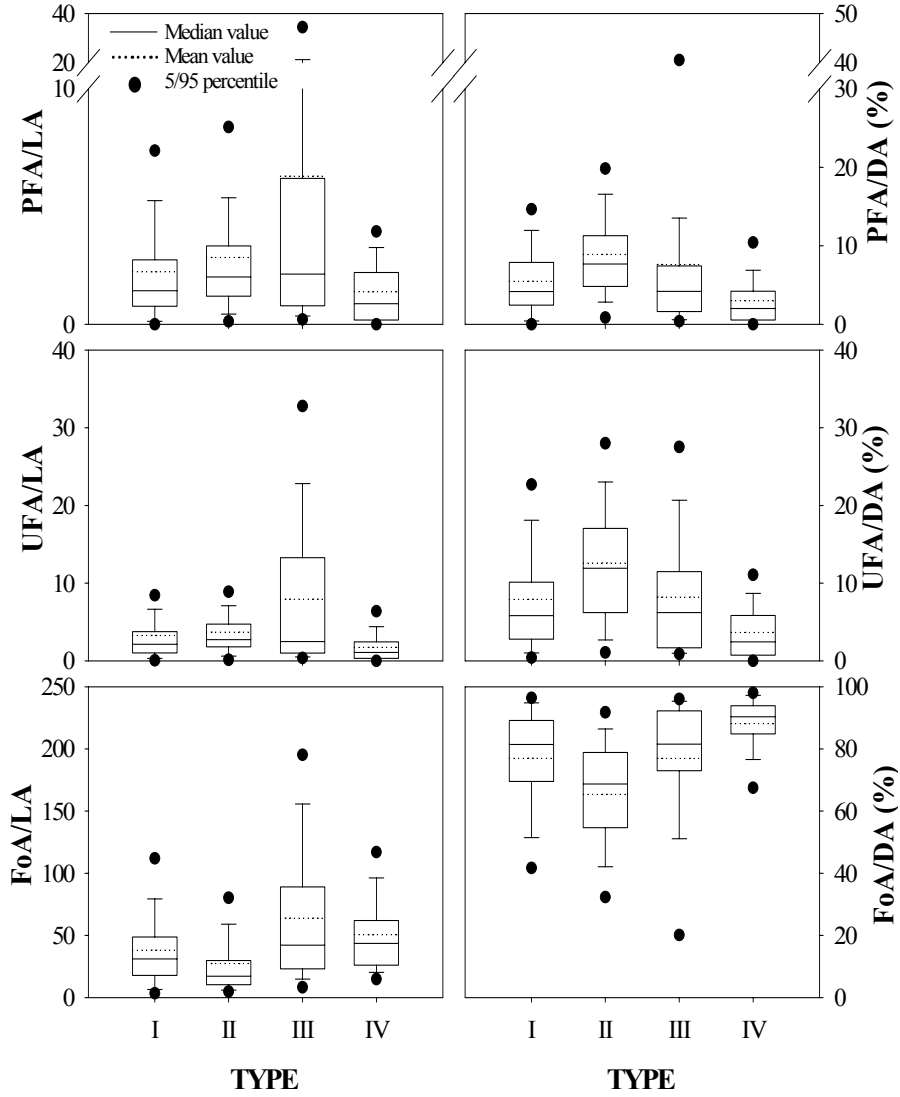 40
20
10
0
PFA/LA
Median value
Mean value
5/95 percentile
50
40
30
20
10
0
PFA/DA (%)
40
30
20
10
0
UFA/LA
40
30
20
10
0
UFA/DA (%)
250
200
150
100
50
0
FoA/LA
100
80
60
40
20
0
FoA/DA (%)
I II III IV
I II III IV
TYPE
TYPE